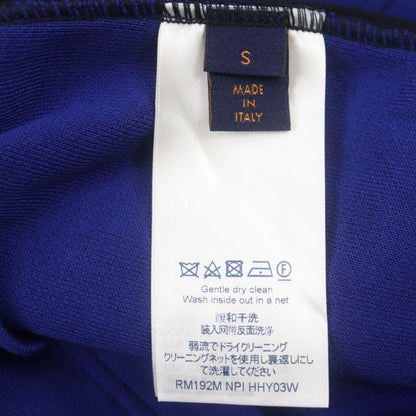 S
MADE
IN
ITALY
Gentle dry clean
Wash inside out in a net
缓和干洗
装入网带反面洗净
弱流でドライクリーニング
クリーニングネットを使用し裏返しにし
て洗濯してください
RM192M NPI HHY03W